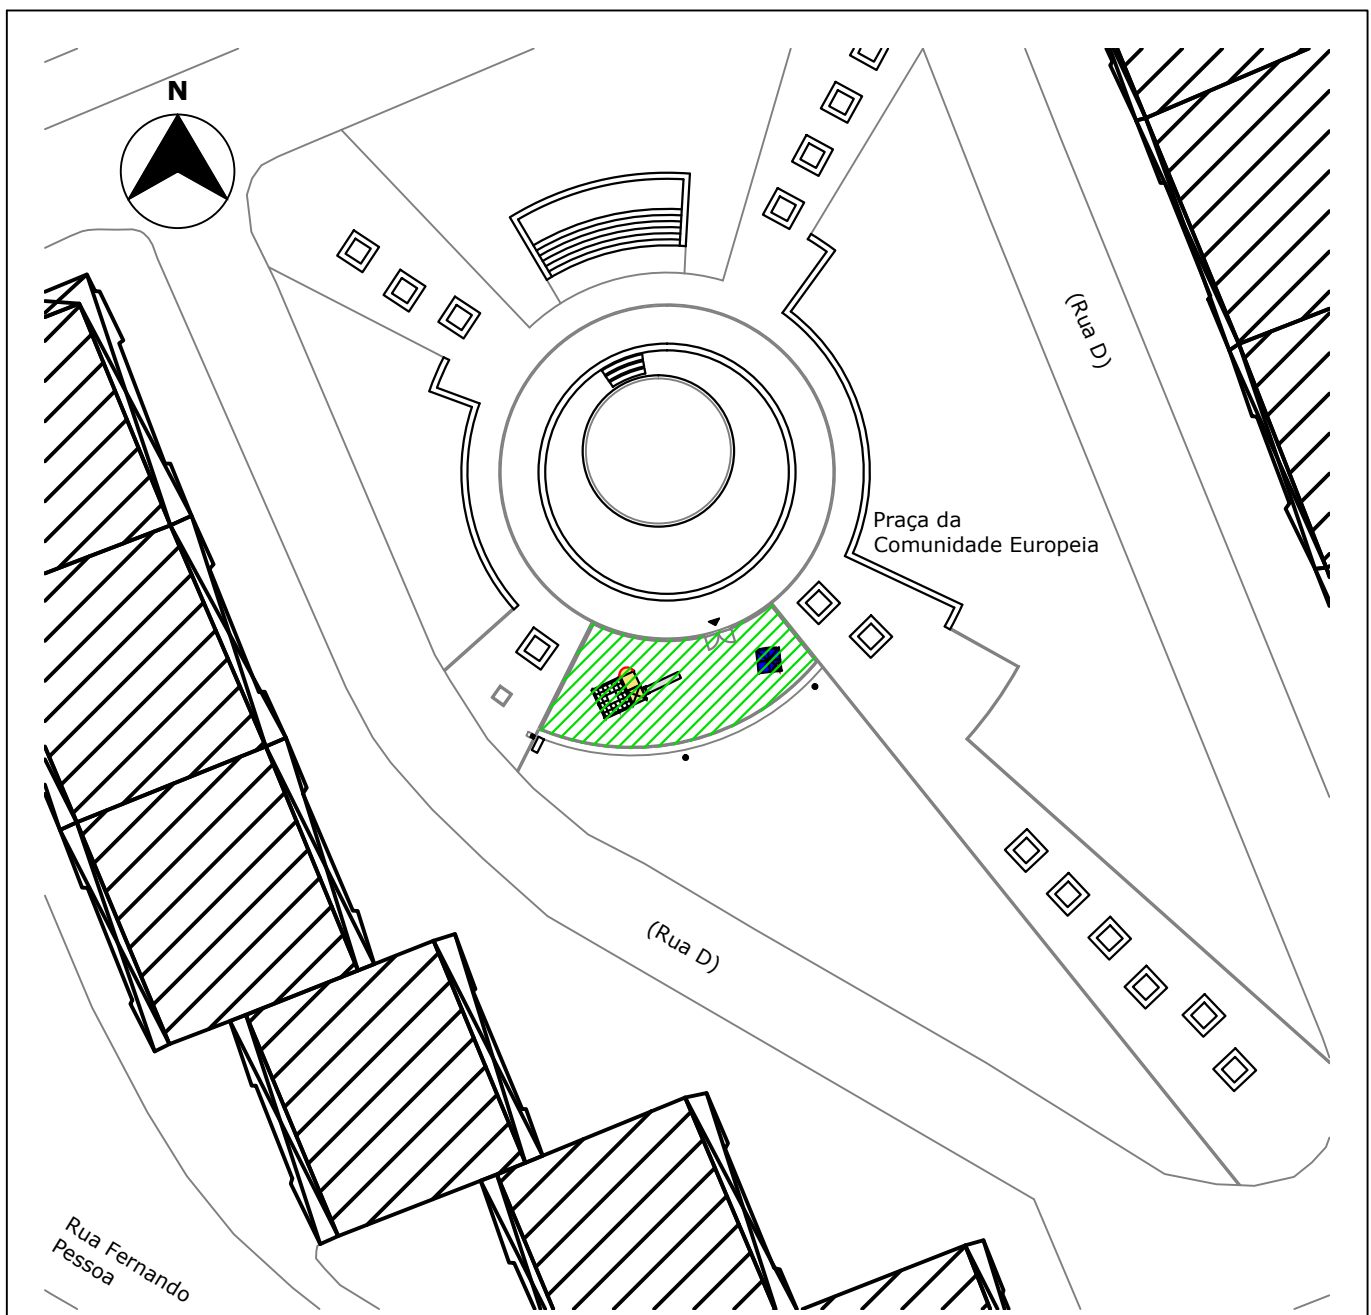 N
(Rua D)
Praça da
Comunidade Europeia
(Rua D)
Rua Fernando
Pessoa